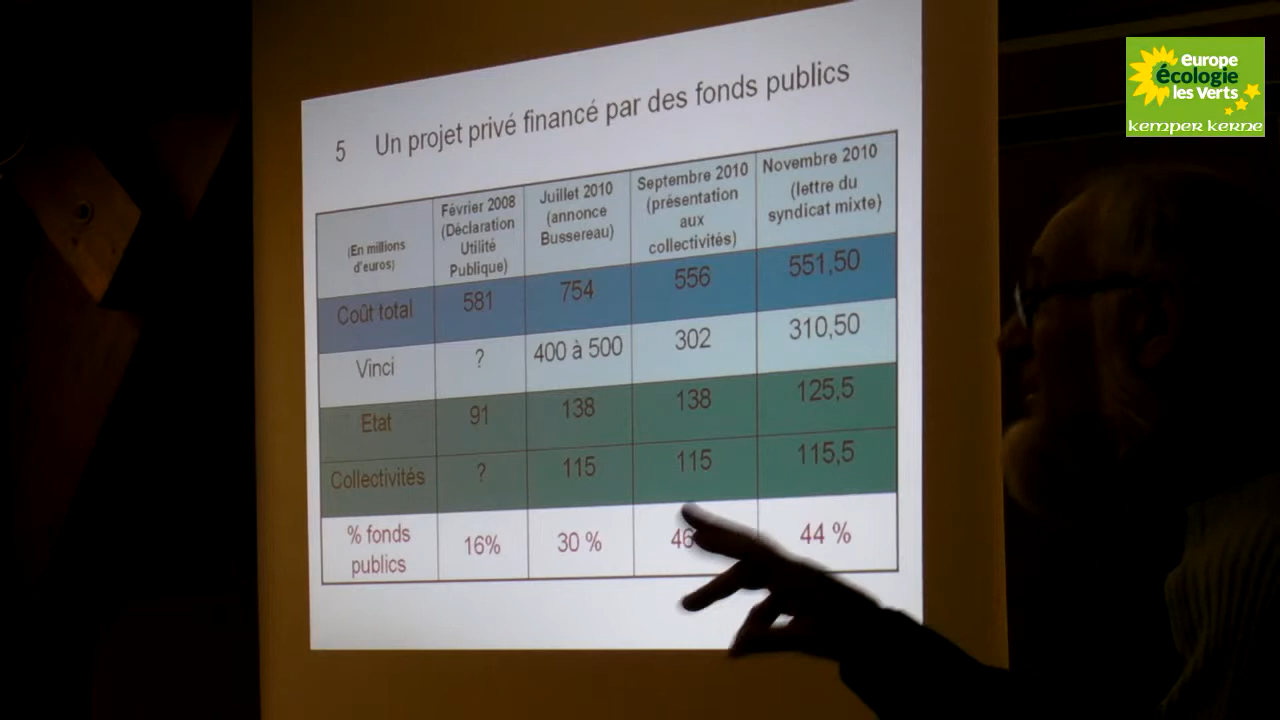 europe
écologie
les Verts
kemper kerne
5 Un projet privé financé par des fonds publics
(En millions
d'euros)
Février 2008
(Déclaration
Utilité
Publique)
Juillet 2010
(annonce
Bussereau)
Septembre 2010
(présentation
aux
collectivités)
Novembre 2010
(lettre du
syndicat mixte)
Coût total 581 754 556 551,50
Vinci ? 400 à 500 302 310,50
Etat 91 138 138 125,5
Collectivités ? 115 115 115,5
% fonds
publics
16% 30 % 46 44 %